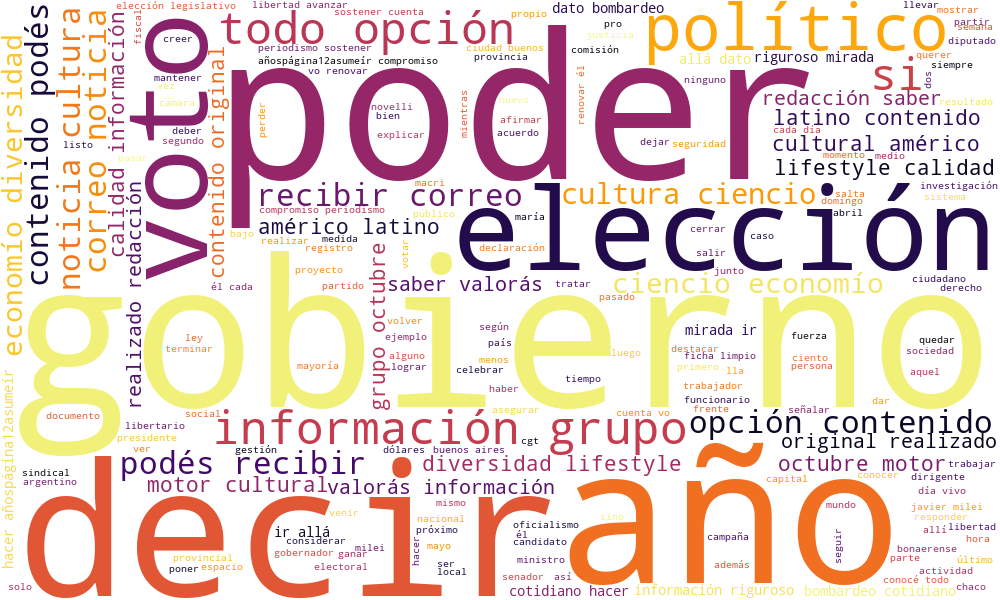 elección legislativo
libertad avanzar
sostener cuenta
dato bombardeo
pro
propio
llevar
mostrar
partir
semana
diputado
fiscal
creer
todo opción
periodismo sostener
ciudad buenos
justicia
comisión
político
querer
siempre
añospágina12asumeír compromiso
provincia
vo renovar
allá dato
riguroso mirada
si
dos
economío diversidad
contenido podés
noticia cultura
correo noticia
calidad información
voto
contenido original
mantener
vez
cámara
deber
segundo
listo
pasar
perder
poder
novelli
bien
explicar
mientras
nuevo
afirmar
acuerdo
renovar él
ninguno
dejar
seguridad
redacción saber
resultado
latino contenido
cada día
cultural américo
momento
medio
lifestyle calidad
recibir correo
macri
cultura ciencio
salta
domingo
abril
investigación
sistema
compromiso periodismo
público
américo latino
maría
elección
cerrar
caso
salir
junto
bajo
realizar
medida
registro
votar
declaración
proyecto
partido
él cada
saber valorás
tratar
ciencio economío
ciudadano
derecho
realizado redacción
grupo octubre
gobierno
pasado
volver
ejemplo
según
país
mirada ir
fuerza
quedar
sociedad
ley
terminar
mayoría
alguno
lograr
menos
celebrar
luego
destacar
ficha limpio
primero
lla
ciento
persona
aquel
tiempo
haber
trabajador
funcionario
hacer añospágina12asumeír
documento
social
asegurar
cuenta vo
frente
señalar
dar
libertario
presidente
ver
información grupo
opción contenido
gestión
dólares
buenos aires
cgt
original realizado
sindical
argentino
podés recibir
diversidad lifestyle
octubre motor
trabajar
motor cultural
valorás información
capital
conocer
dirigente
día vivo
decir
año
venir
mismo
nacional
próximo
mayo
sino
mundo
javier milei
responder
ir allá
considerar
gobernador
ganar
milei
electoral
hacer
oficialismo
él
candidato
campaña
seguir
allí
hora
bonaerense
parte
último
provincial
espacio
poner
ser
local
ministro
además
actividad
conocé todo
solo
senador
así
chaco
cotidiano hacer
información riguroso
bombardeo cotidiano